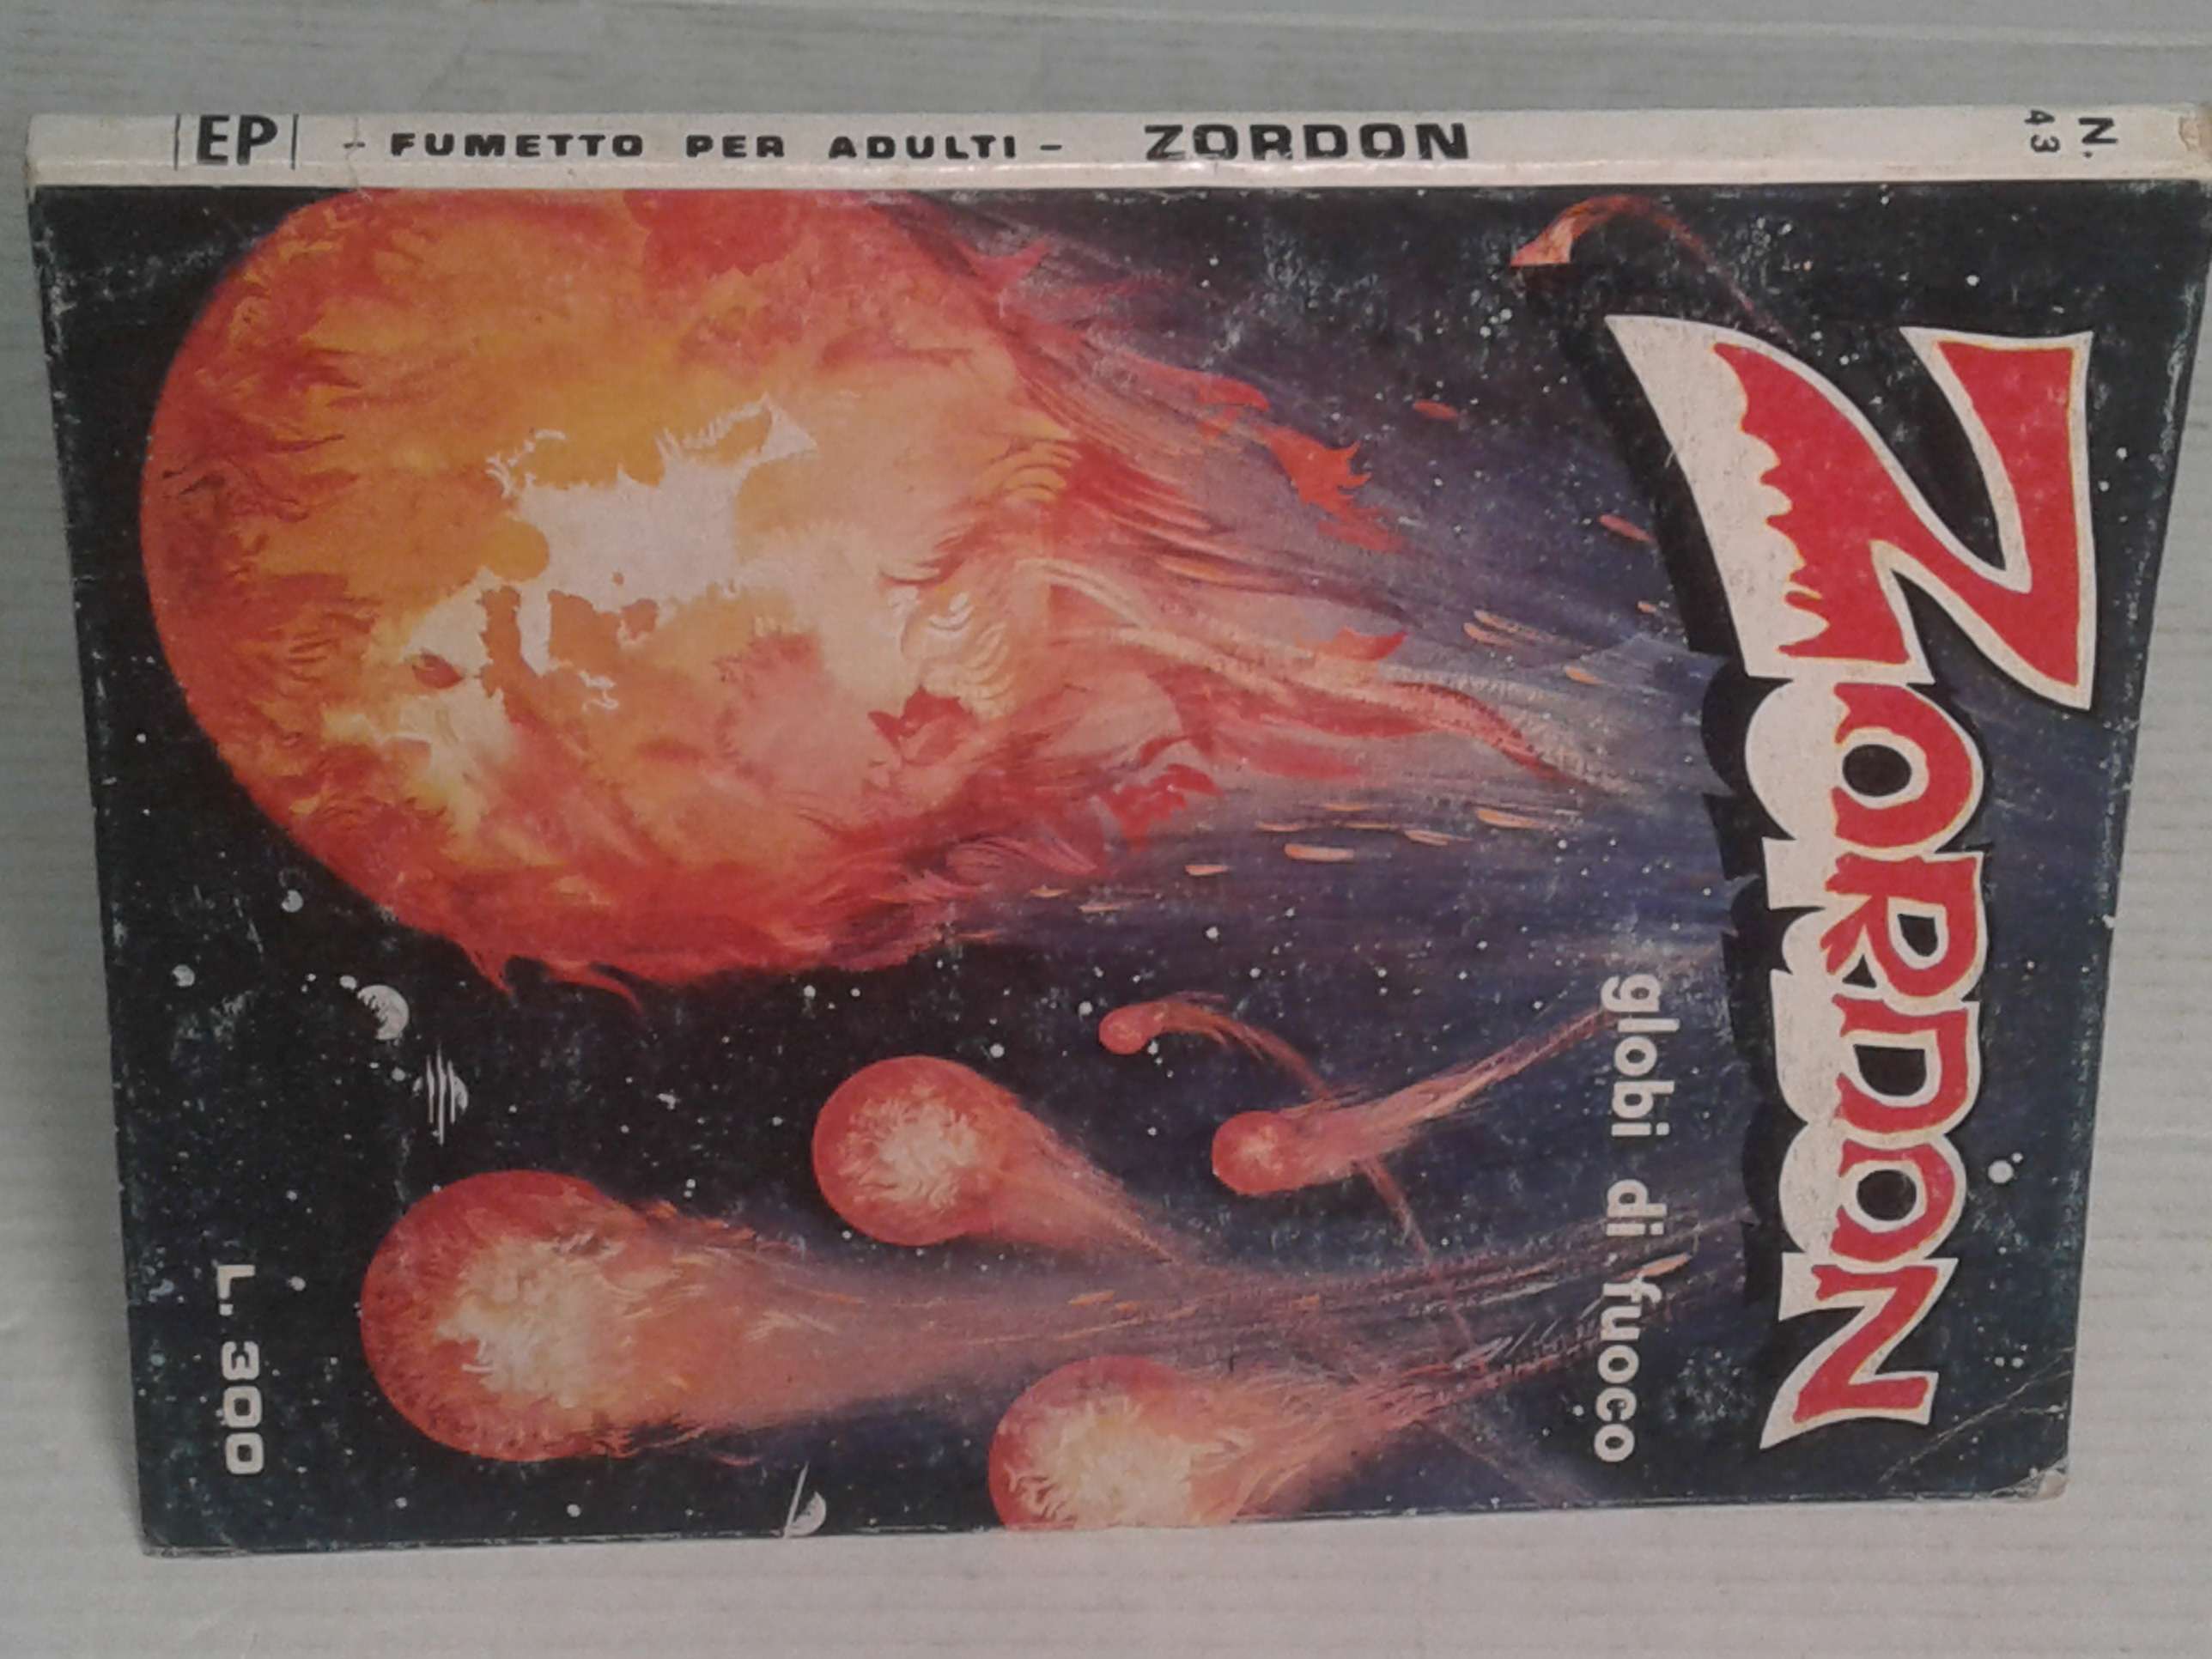 |EP| - FUMETTO PER ADULTI - ZORDON
N.
43
ZORDON
globi di fuoco
L. 300